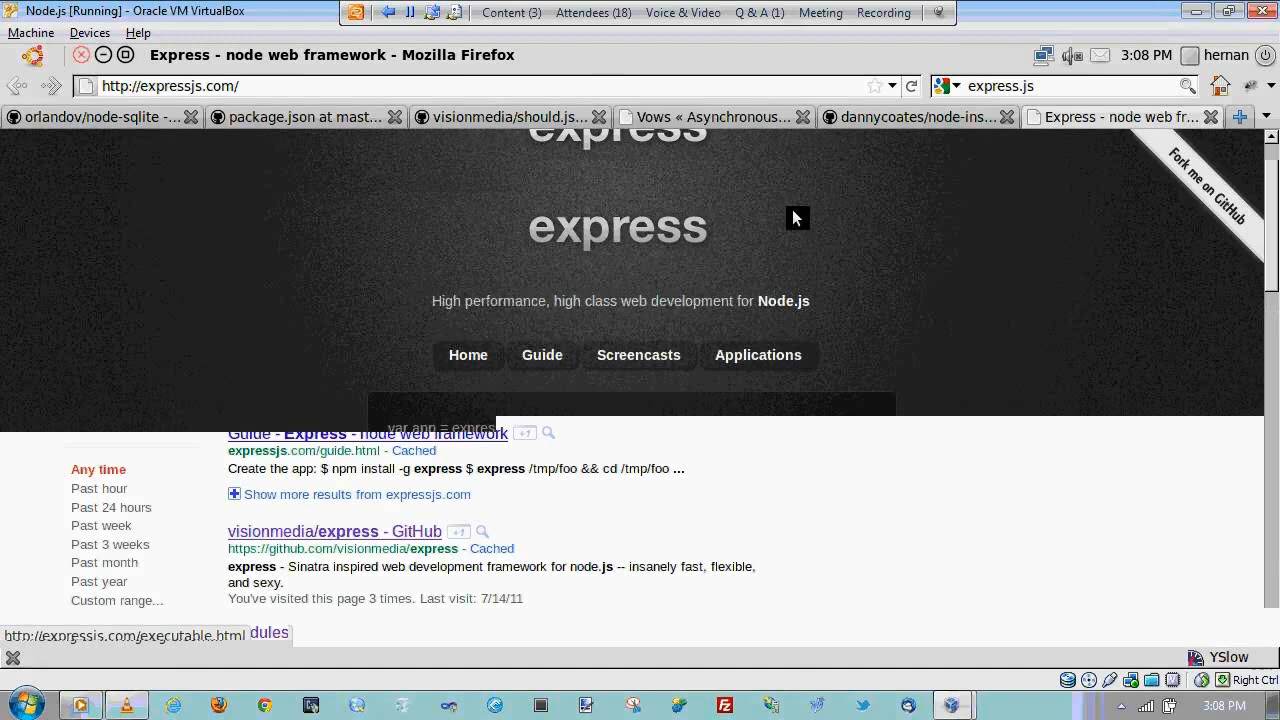 Node.js [Running] - Oracle VM VirtualBox
Content (3) Attendees (18) Voice & Video Q & A (1) Meeting Recording
Machine Devices Help
Express - node web framework - Mozilla Firefox
3:08 PM hernan
http://expressjs.com/
express.js
orlandov/node-sqlite -... package.json at mast... visionmedia/should.js... Vows « Asynchronous... dannycoates/node-ins... Express - node web fr...
express
Fork me on GitHub
express
High performance, high class web development for Node.js
Home Guide Screencasts Applications
var app = expres
Guide - Express - node web framework +1
expressjs.com/guide.html - Cached
Any time
Create the app: $ npm install -g express $ express /tmp/foo && cd /tmp/foo ...
Past hour
Show more results from expressjs.com
Past 24 hours
Past week
visionmedia/express - GitHub +1
Past 3 weeks
https://github.com/visionmedia/express - Cached
Past month
express - Sinatra inspired web development framework for node.js -- insanely fast, flexible,
and sexy.
Past year
You've visited this page 3 times. Last visit: 7/14/11
Custom range...
http://expressjs.com/executable.html dules
YSlow
Right Ctrl
3:08 PM